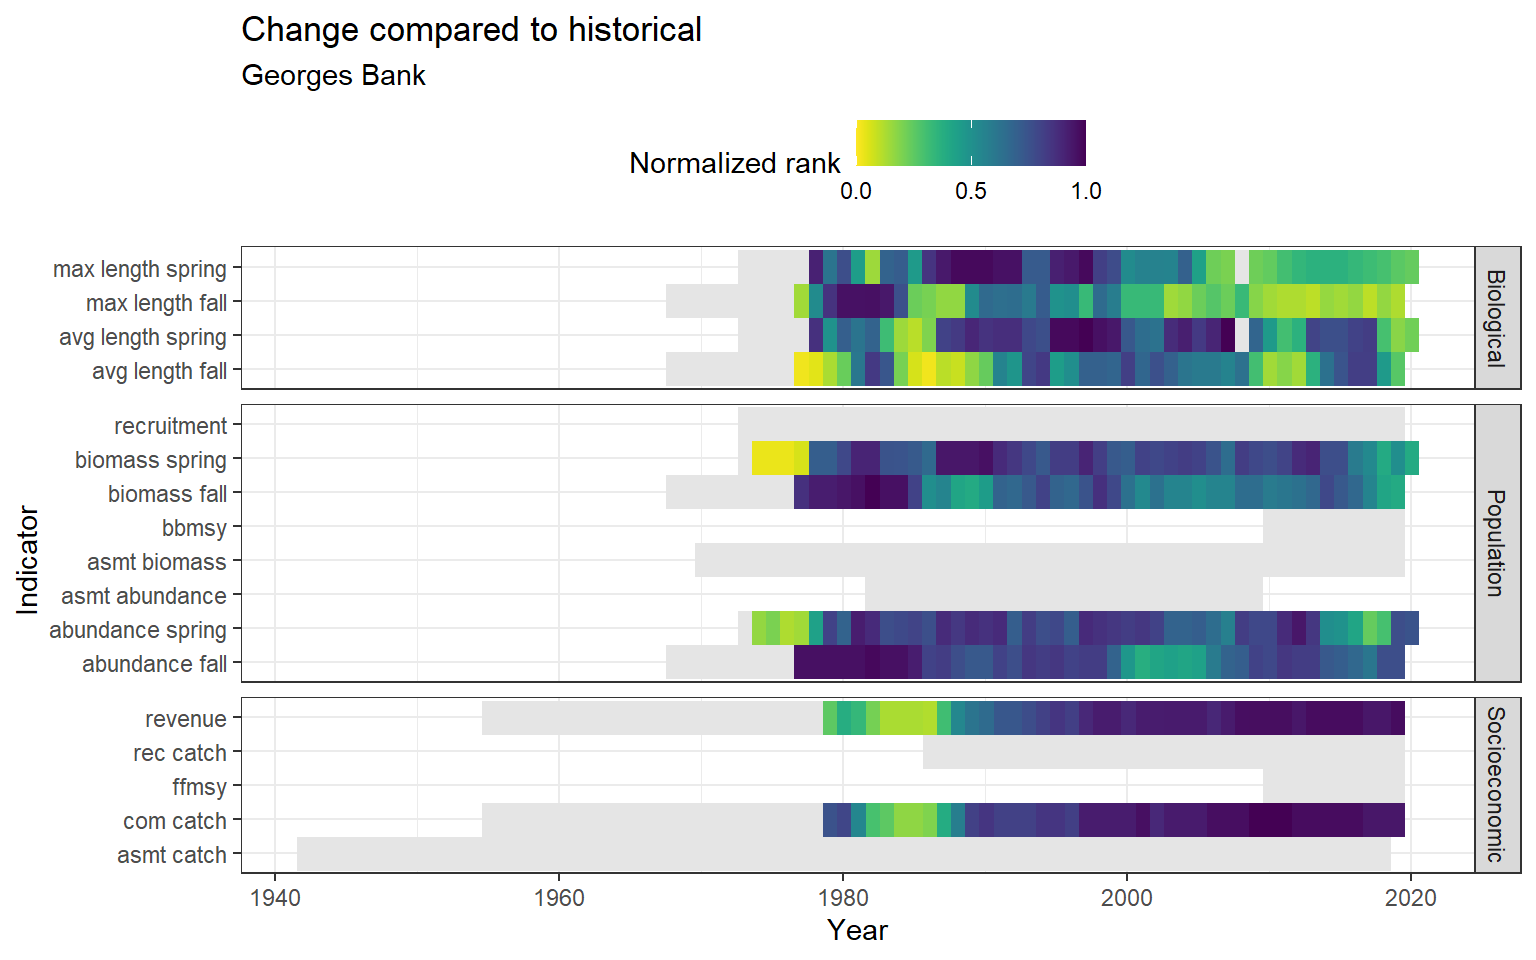 Change compared to historical
Georges Bank
Normalized rank
0.0 0.5 1.0
max length spring
max length fall
avg length spring
avg length fall
Biological
recruitment
biomass spring
biomass fall
bbmsy
asmt biomass
asmt abundance
abundance spring
abundance fall
Population
revenue
rec catch
ffmsy
com catch
asmt catch
Socioeconomic
Indicator
1940 1960 1980 2000 2020
Year